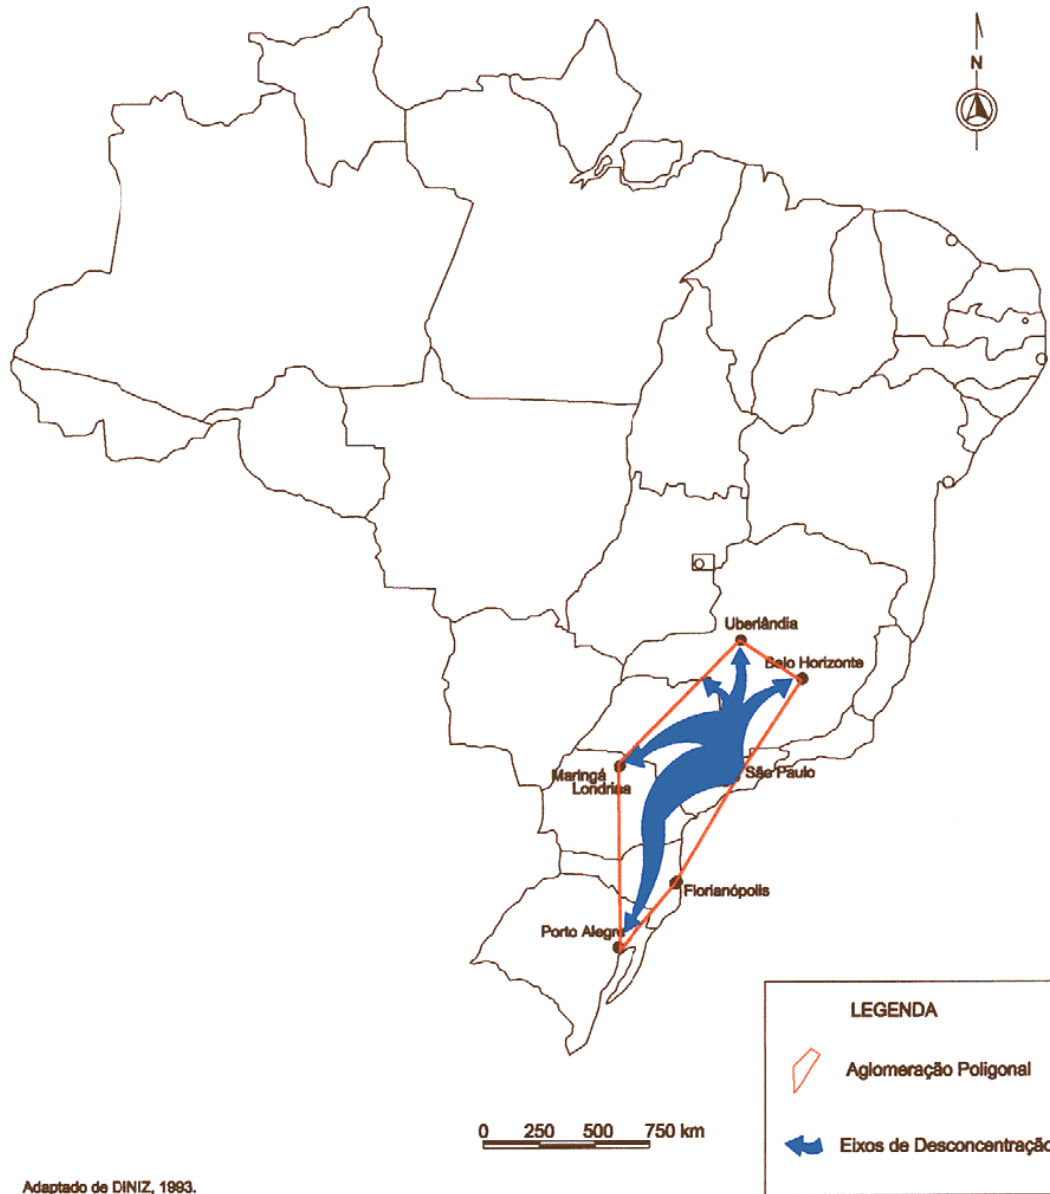 N
Uberlândia
Belo Horizonte
São Paulo
Maringá
Londrina
Florianópolis
Porto Alegre
LEGENDA
Aglomeração Poligonal
Eixos de Desconcentração
0 250 500 750 km
Adaptado de DINIZ, 1993.